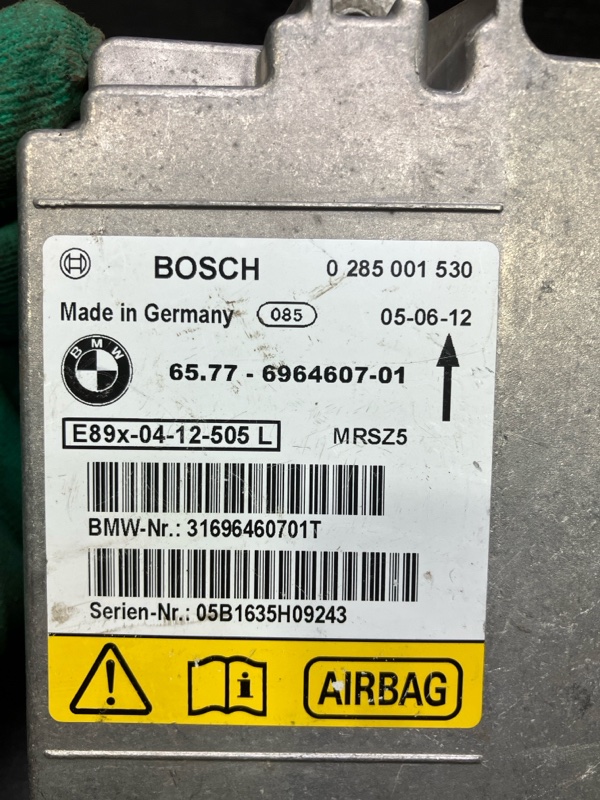 BOSCH 0 285 001 530
Made in Germany 085 05-06-12
BMW
65.77 - 6964607-01
E89x-04-12-505 L MRSZ5
BMW-Nr.: 31696460701T
Serien-Nr.: 05B1635H09243
i AIRBAG